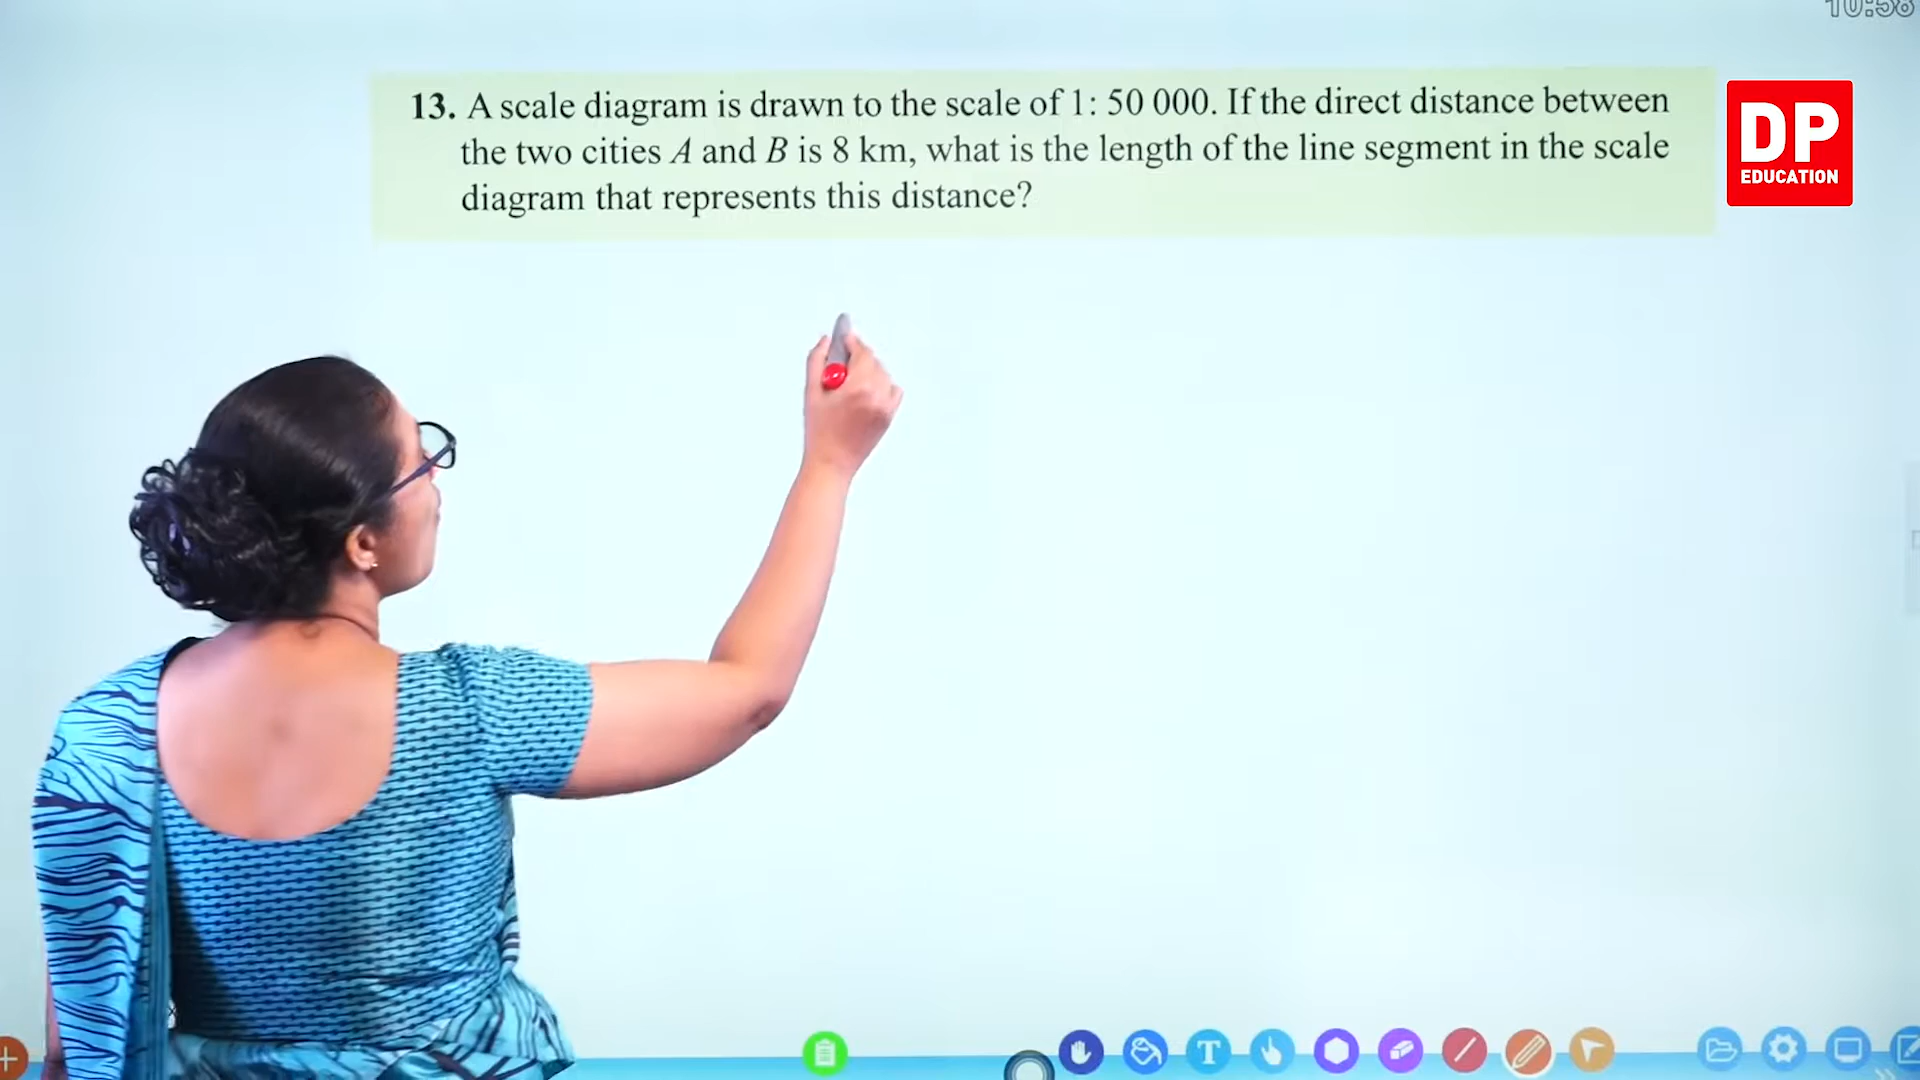 10:58
13. A scale diagram is drawn to the scale of 1: 50 000. If the direct distance between
the two cities A and B is 8 km, what is the length of the line segment in the scale
diagram that represents this distance?
DP
EDUCATION
T